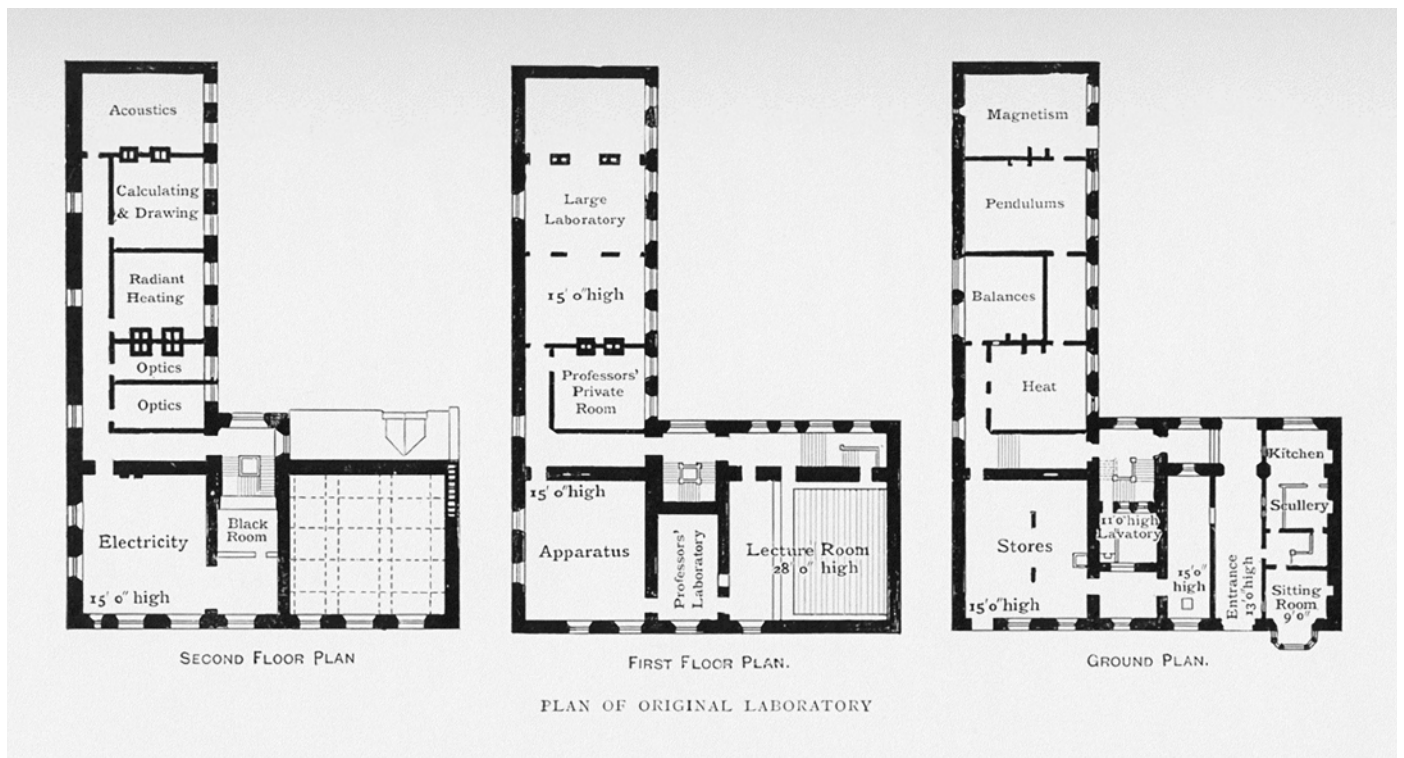 Acoustics
Calculating
& Drawing
Radiant
Heating
Optics
Optics
Electricity
Black
Room
15' 0" high
SECOND FLOOR PLAN
Large
Laboratory
15' 0" high
Professors'
Private
Room
15' 0" high
Apparatus
Professors'
Laboratory
Lecture Room
28' 0" high
FIRST FLOOR PLAN.
Magnetism
Pendulums
Balances
Heat
Kitchen
Scullery
11'0" high
Lavatory
Stores
15'0"
high
Entrance
13'0" high
Sitting
Room
9'0"
15'0" high
GROUND PLAN.
PLAN OF ORIGINAL LABORATORY